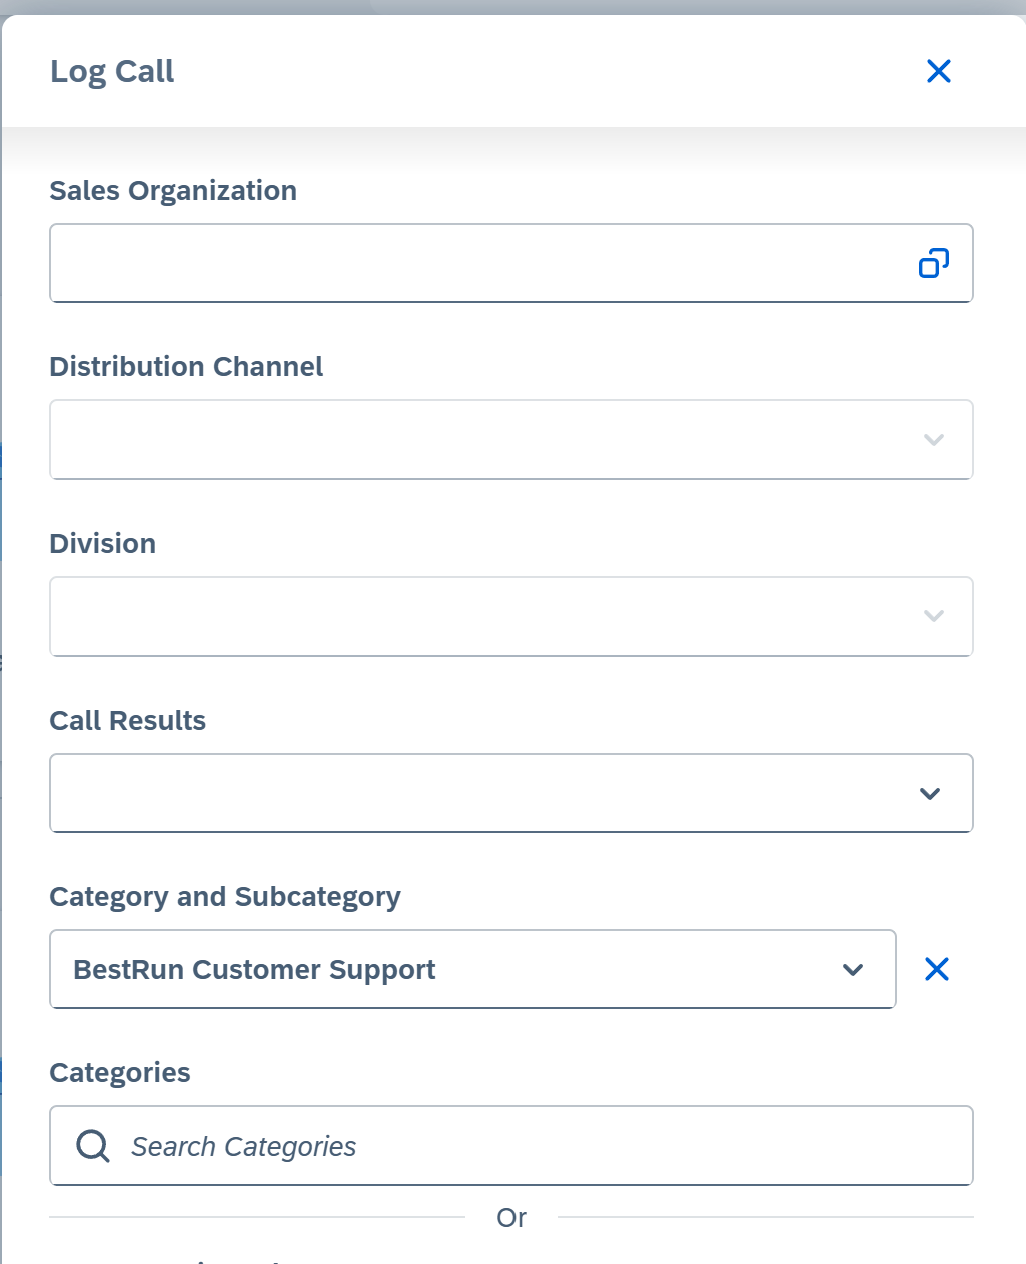 Log Call
Sales Organization
Distribution Channel
Division
Call Results
Category and Subcategory
BestRun Customer Support
Categories
Search Categories
Or